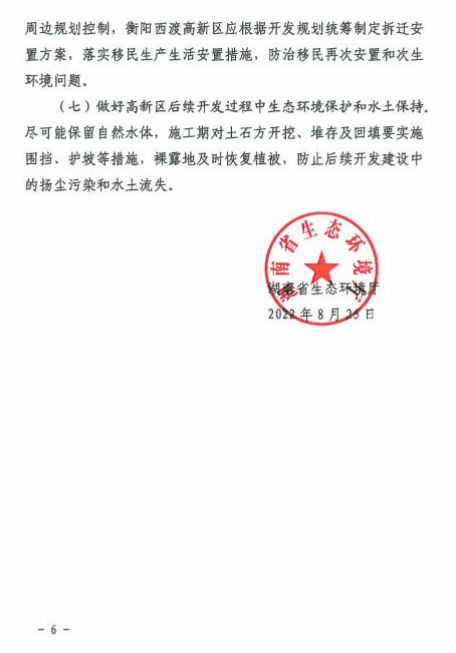 周边规划控制，衡阳西渡高新区应根据开发规划统筹制定拆迁安
置方案，落实移民生产生活安置措施，防治移民再次安置和次生
环境问题。
（七）做好高新区后续开发过程中生态环境保护和水土保持。
尽可能保留自然水体，施工期对土石方开挖、堆存及回填要实施
围挡、护坡等措施，裸露地及时恢复植被，防止后续开发建设中
的扬尘污染和水土流失。
湖南省生态环境厅
湖南省生态环境厅
2022 年 8 月 25 日
- 6 -